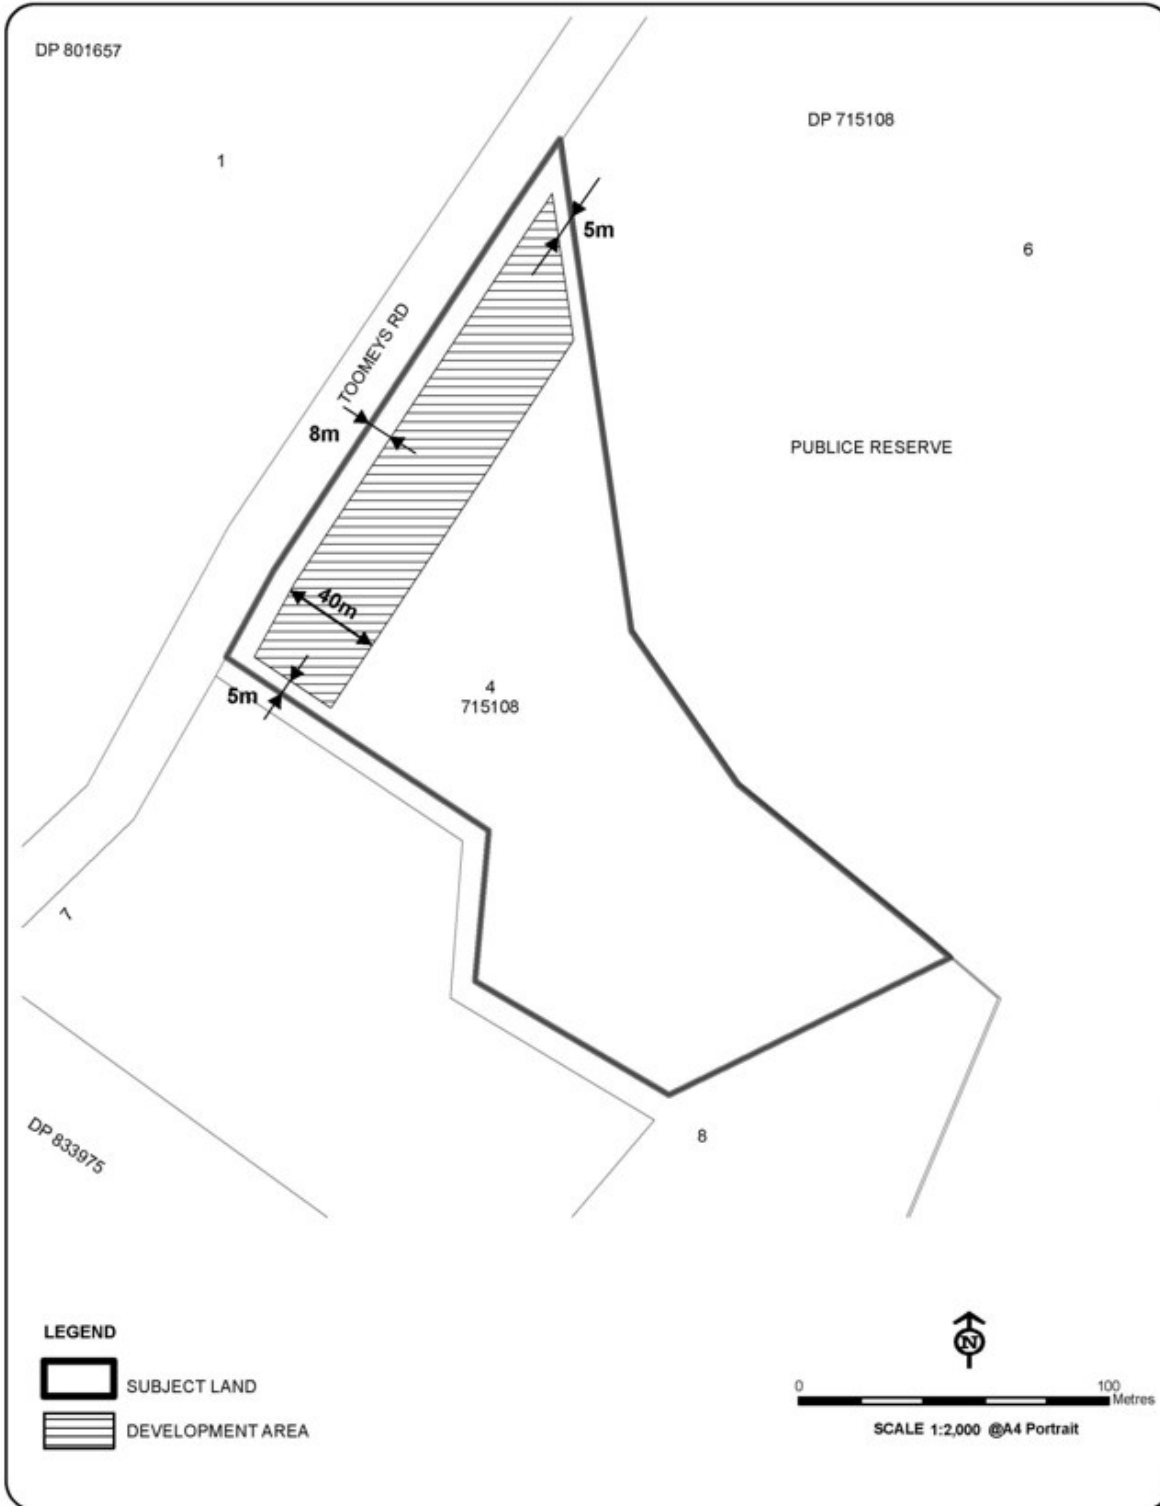 DP 801657
DP 715108
1
6
5m
TOOMEYS RD
8m
PUBLICE RESERVE
40m
4
715108
5m
7
DP 833975
8
LEGEND
SUBJECT LAND
DEVELOPMENT AREA
N
0 100
Metres
SCALE 1:2,000 @A4 Portrait